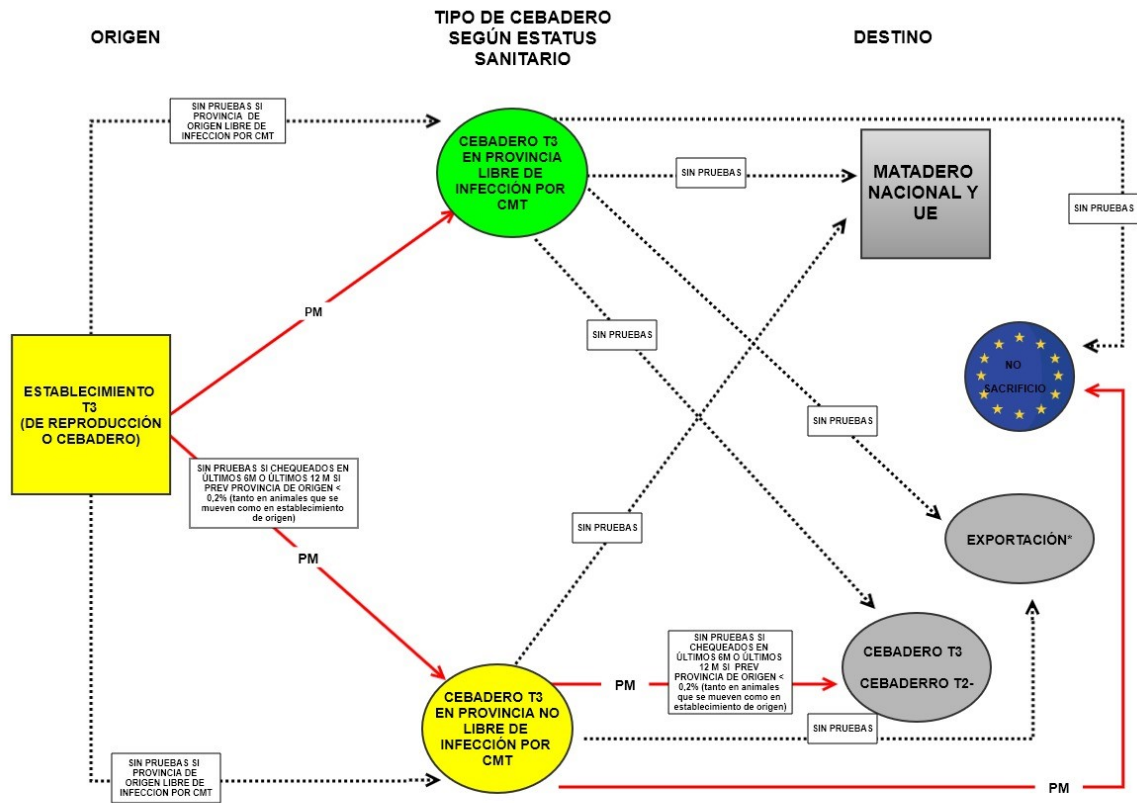 ORIGEN
TIPO DE CEBADERO
SEGÚN ESTATUS
SANITARIO
DESTINO
SIN PRUEBAS SI
PROVINCIA DE
ORIGEN LIBRE DE
INFECCION POR CMT
CEBADERO T3
EN PROVINCIA
LIBRE DE
INFECCIÓN POR
CMT
SIN PRUEBAS
MATADERO
NACIONAL Y
UE
SIN PRUEBAS
PM
SIN PRUEBAS
NO
SACRIFICIO
ESTABLECIMIENTO
T3
(DE REPRODUCCIÓN
O CEBADERO)
SIN PRUEBAS
SIN PRUEBAS SI CHEQUEADOS EN
ÚLTIMOS 6M O ÚLTIMOS 12 M SI
PREV PROVINCIA DE ORIGEN <
0,2% (tanto en animales que se
mueven como en establecimiento
de origen)
PM
SIN PRUEBAS
EXPORTACIÓN*
SIN PRUEBAS SI
CHEQUEADOS EN
ÚLTIMOS 6M O ÚLTIMOS
12 M SI PREV
PROVINCIA DE ORIGEN <
0,2% (tanto en animales
que se mueven como en
establecimiento de origen)
CEBADERO T3
CEBADERRO T2-
PM
CEBADERO T3
EN PROVINCIA NO
LIBRE DE
INFECCIÓN POR
CMT
SIN PRUEBAS
SIN PRUEBAS SI
PROVINCIA DE
ORIGEN LIBRE DE
INFECCION POR CMT
PM